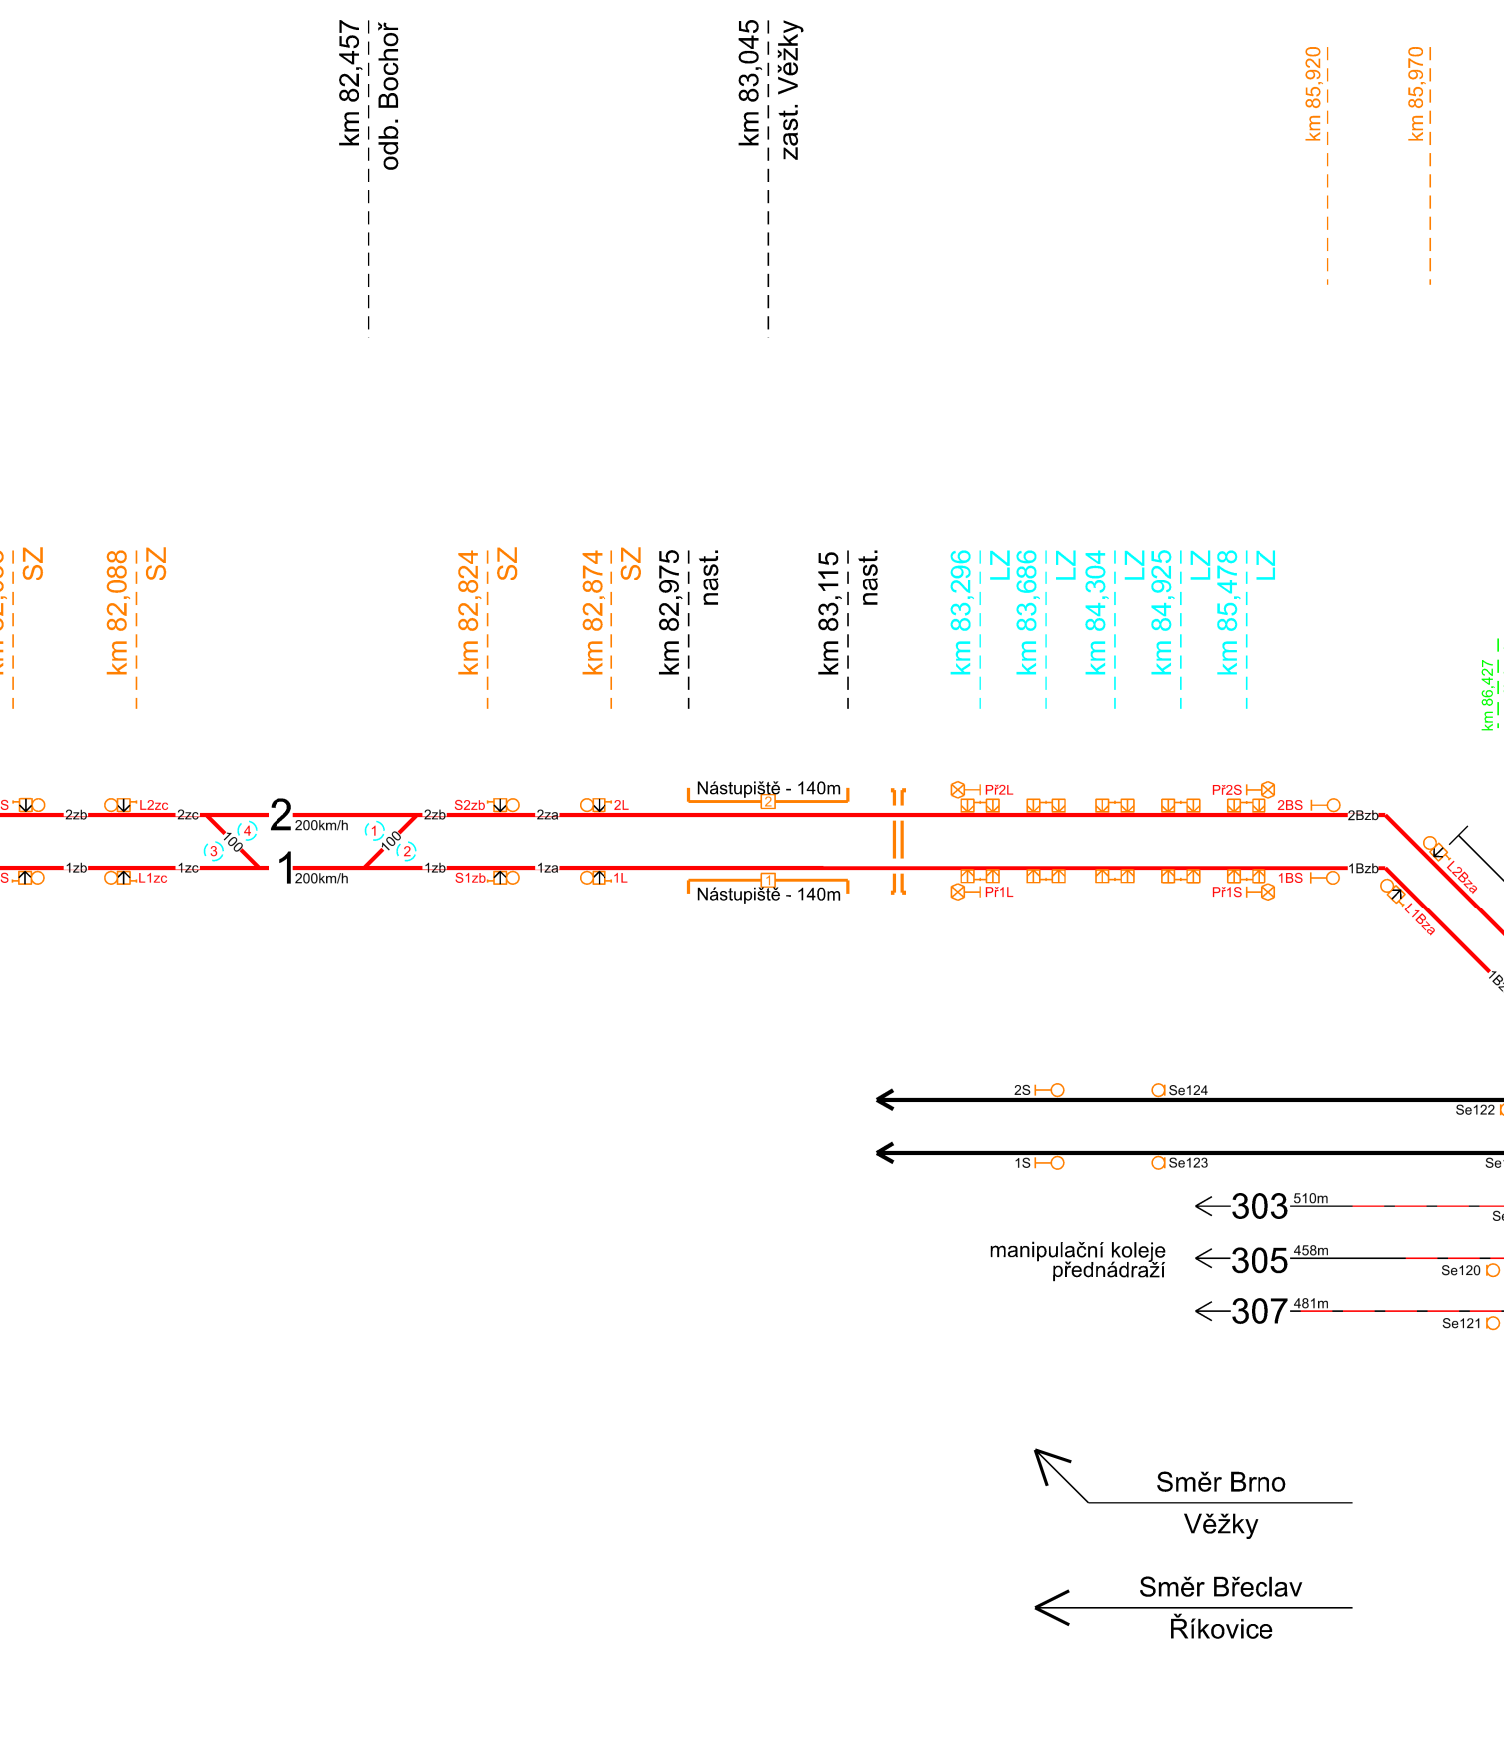 km 82,457
odb. Bochoř
km 83,045
zast. Věžky
km 85,920
km 85,970
SZ
km 82,088
SZ
km 82,824
SZ
km 82,874
SZ
km 82,975
nast.
km 83,115
nast.
km 83,296
LZ
km 83,686
LZ
km 84,304
LZ
km 84,925
LZ
km 85,478
LZ
km 86,427
Nástupiště - 140m
2
Př2L
Př2S
S
L2zc
S2zb
2L
2BS
2zb
2zc
2
200km/h
2zb
2za
2Bzb
4
3
100
1
2
100
L2Bza
1zb
1zc
1
200km/h
1zb
1za
1Bzb
S
L1zc
S1zb
1L
1
1BS
Nástupiště - 140m
Př1L
Př1S
L1Bza
2S
Se124
Se122
1S
Se123
303
510m
manipulační koleje
přednádraží
305
458m
Se120
307
481m
Se121
Směr Brno
Věžky
Směr Břeclav
Říkovice